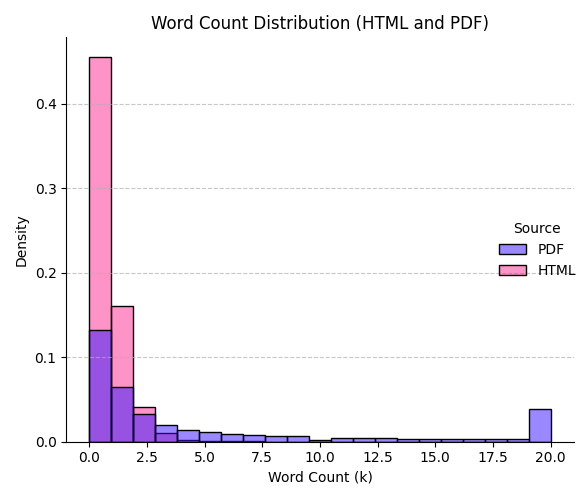 Word Count Distribution (HTML and PDF)
Density
0.4
0.3
0.2
0.1
0.0
Source
PDF
HTML
0.0 2.5 5.0 7.5 10.0 12.5 15.0 17.5 20.0
Word Count (k)